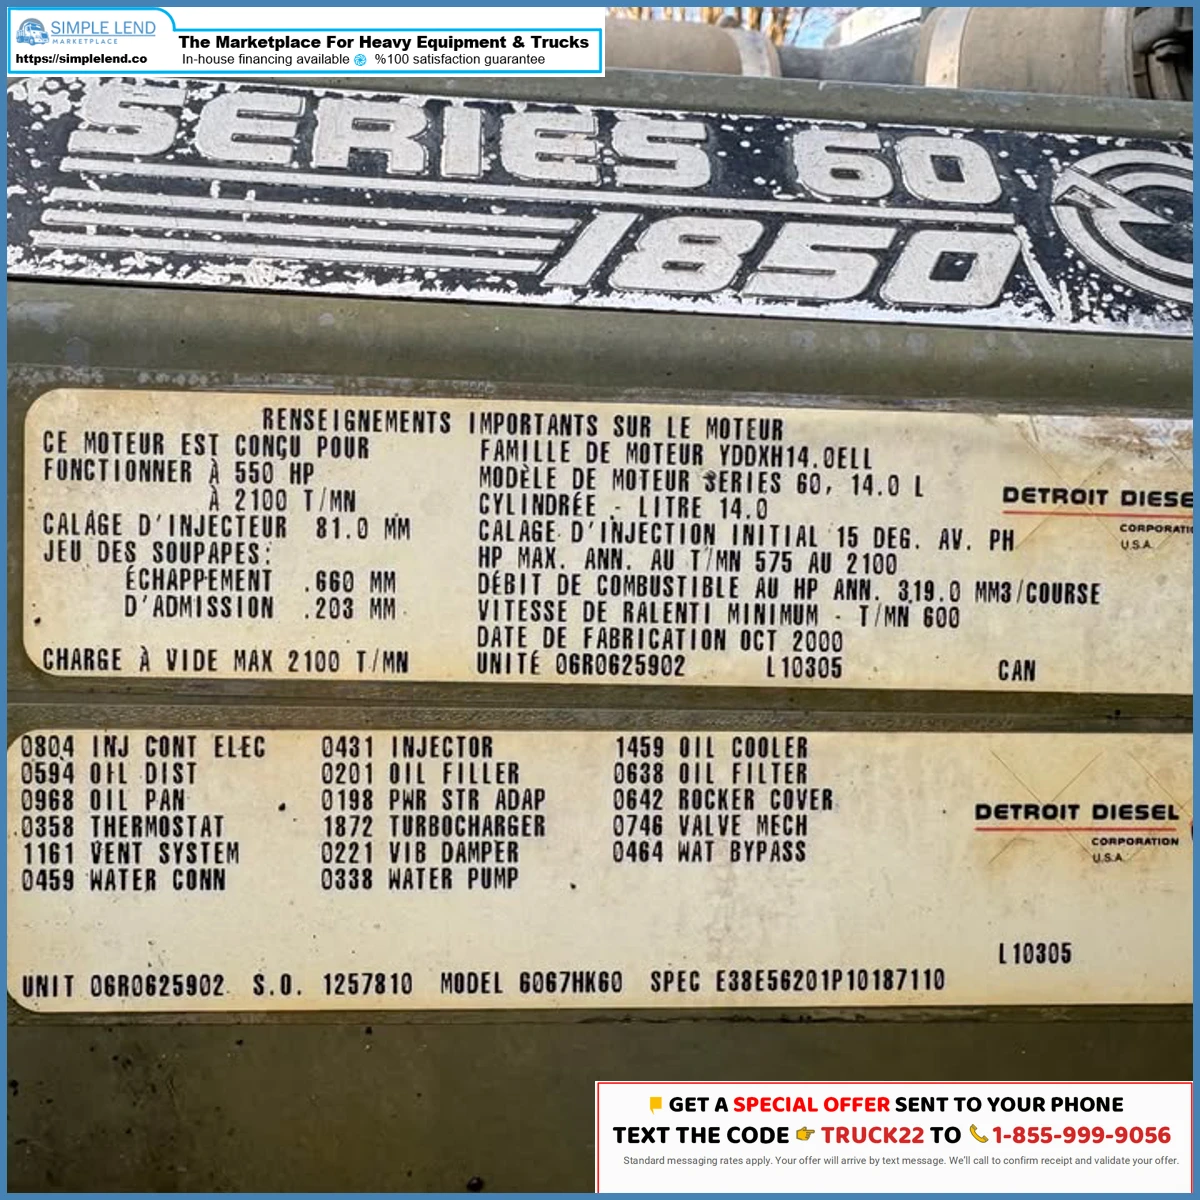 SIMPLE LEND
MARKETPLACE
https://simplelend.co
The Marketplace For Heavy Equipment & Trucks
In-house financing available %100 satisfaction guarantee
SERIES 60
1850
RENSEIGNEMENTS IMPORTANTS SUR LE MOTEUR
CE MOTEUR EST CONÇU POUR
FONCTIONNER À 550 HP
À 2100 T/MN
CALAGE D'INJECTEUR 81.0 MM
JEU DES SOUPAPES:
ÉCHAPPEMENT .660 MM
D'ADMISSION .203 MM
CHARGE À VIDE MAX 2100 T/MN
FAMILLE DE MOTEUR YDDXH14.0ELL
MODÈLE DE MOTEUR SERIES 60, 14.0 L
CYLINDRÉE - LITRE 14.0
CALAGE D'INJECTION INITIAL 15 DEG. AV. PH
HP MAX. ANN. AU T/MN 575 AU 2100
DÉBIT DE COMBUSTIBLE AU HP ANN. 319.0 MM3/COURSE
VITESSE DE RALENTI MINIMUM - T/MN 600
DATE DE FABRICATION OCT 2000
UNITÉ 06R0625902 L10305 CAN
DETROIT DIESE
CORPORATI
U.S.A.
0804 INJ CONT ELEC 0431 INJECTOR 1459 OIL COOLER
0594 OIL DIST 0201 OIL FILLER 0638 OIL FILTER
0968 OIL PAN 0198 PWR STR ADAP 0642 ROCKER COVER
0358 THERMOSTAT 1872 TURBOCHARGER 0746 VALVE MECH
1161 VENT SYSTEM 0221 VIB DAMPER 0464 WAT BYPASS
0459 WATER CONN 0338 WATER PUMP
DETROIT DIESEL
CORPORATION
U.S.A.
L10305
UNIT 06R0625902 S.O. 1257810 MODEL 6067HK60 SPEC E38E56201P10187110
GET A SPECIAL OFFER SENT TO YOUR PHONE
TEXT THE CODE 👉 TRUCK22 TO 📞 1-855-999-9056
Standard messaging rates apply. Your offer will arrive by text message. We'll call to confirm receipt and validate your offer.